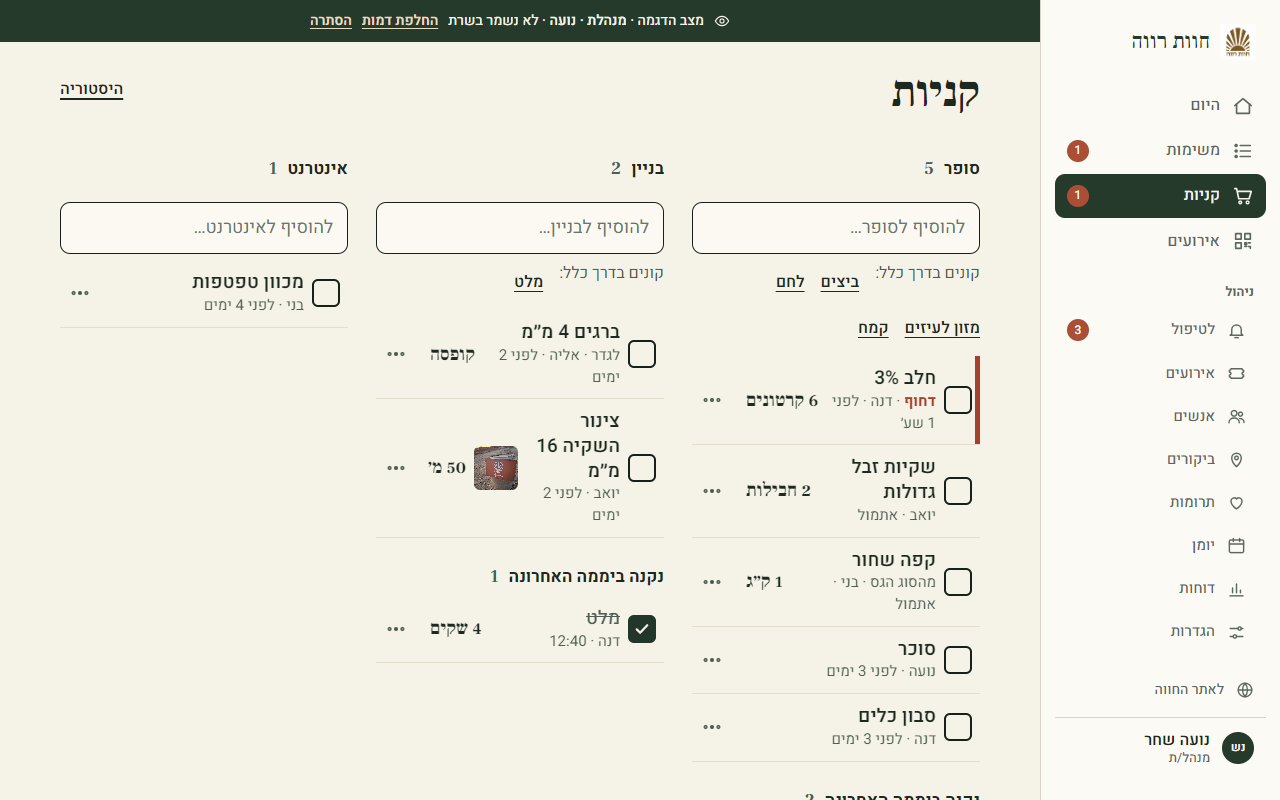 מצב הדגמה · מנהלת · נועה · לא נשמר בשרת החלפת דמות הסתרה
חוות רווה
היום
משימות 1
קניות 1
אירועים
ניהול
לטיפול 3
אירועים
אנשים
ביקורים
תרומות
יומן
דוחות
הגדרות
לאתר החווה
נש
נועה שחר
מנהל/ת
קניות
היסטוריה
סופר 5
להוסיף לסופר...
קונים בדרך כלל: ביצים לחם
מזון לעיזים קמח
חלב 3%
דחוף · דנה · לפני
1 שע׳
6 קרטונים
שקיות זבל
גדולות
יואב · אתמול
2 חבילות
קפה שחור
מהסוג הגס · בני ·
אתמול
1 ק״ג
סוכר
נועה · לפני 3 ימים
סבון כלים
דנה · לפני 3 ימים
נקנה ביממה האחרונה 2
בניין 2
להוסיף לבניין...
קונים בדרך כלל: מלט
ברגים 4 מ״מ
לגדר · אליה · לפני 2
ימים
קופסה
צינור
השקיה 16
מ״מ
יואב · לפני 2
ימים
50 מ׳
נקנה ביממה האחרונה 1
מלט
דנה · 12:40
4 שקים
אינטרנט 1
להוסיף לאינטרנט...
מכוון טפטפות
בני · לפני 4 ימים